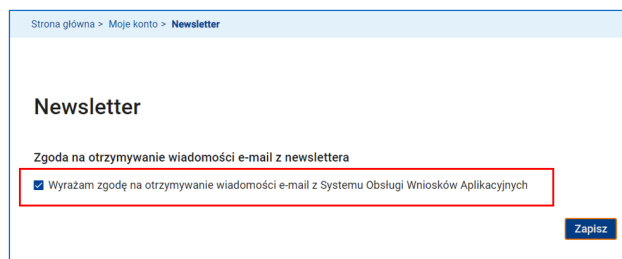 Strona główna > Moje konto > Newsletter
Newsletter
Zgoda na otrzymywanie wiadomości e-mail z newslettera
Wyrażam zgodę na otrzymywanie wiadomości e-mail z Systemu Obsługi Wniosków Aplikacyjnych
Zapisz